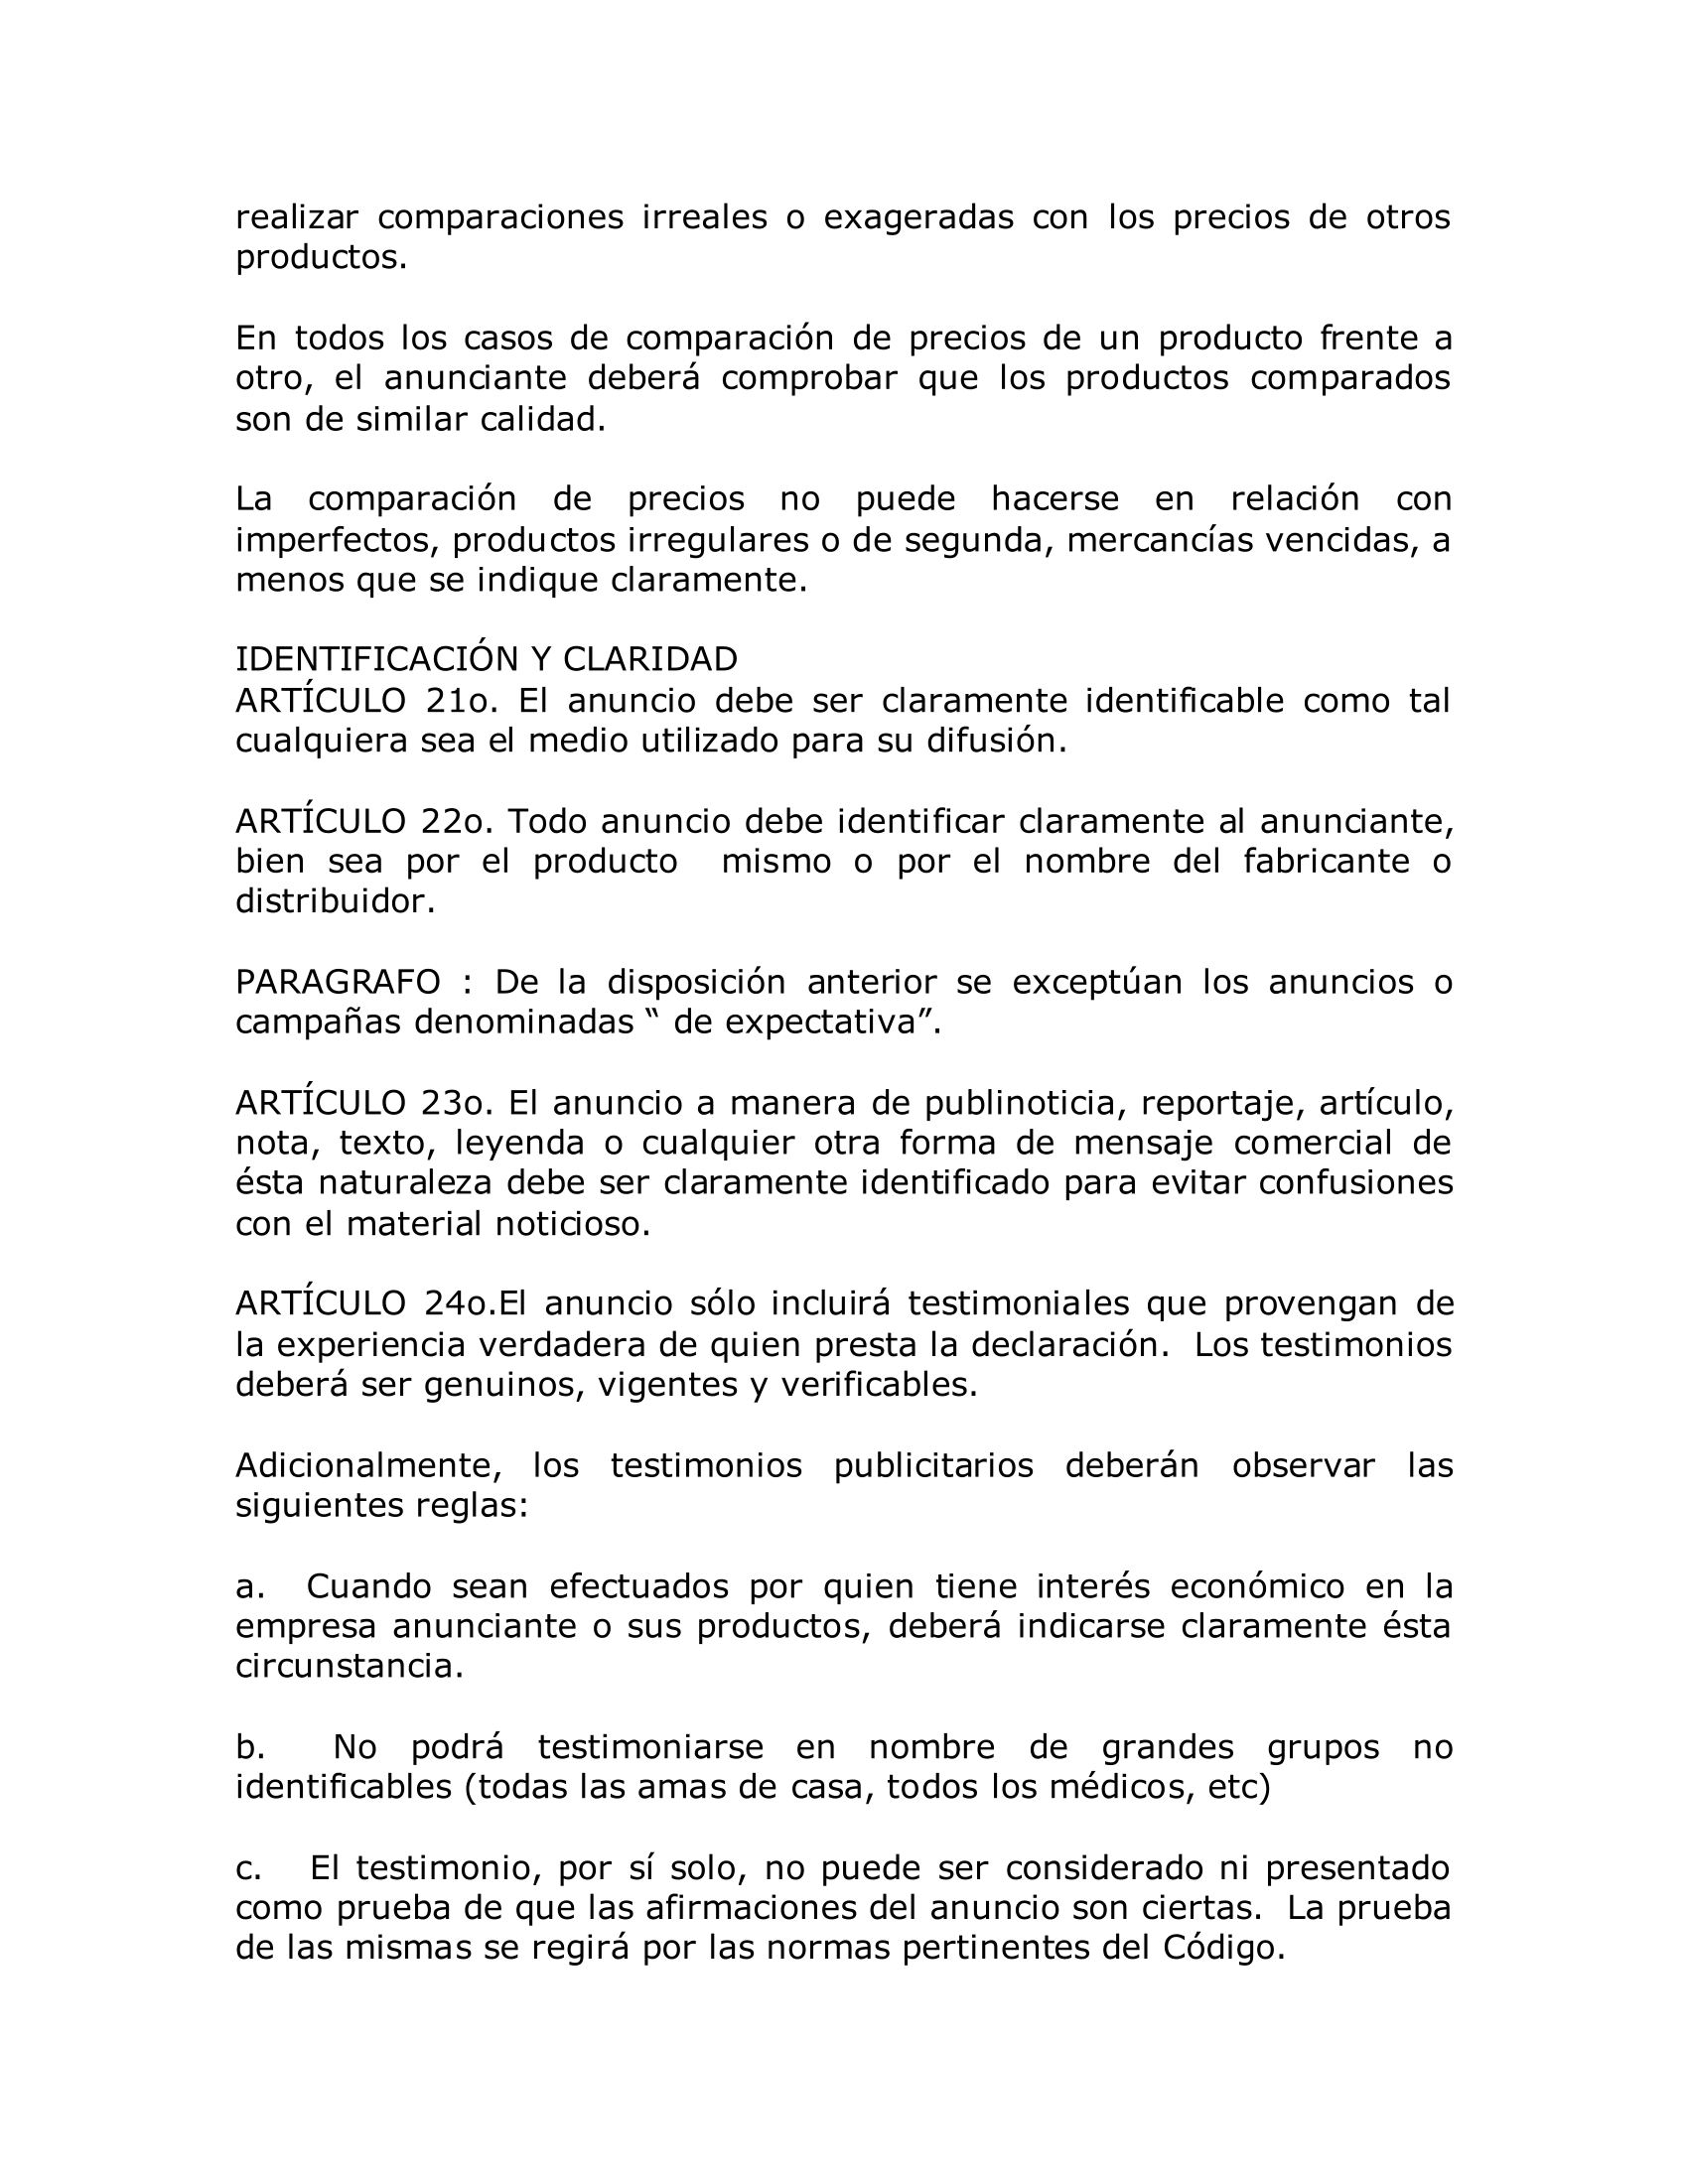 realizar comparaciones irreales o exageradas con los precios de otros
productos.
En todos los casos de comparación de precios de un producto frente a
otro, el anunciante deberá comprobar que los productos comparados
son de similar calidad.
La comparación de precios no puede hacerse en relación con
imperfectos, productos irregulares o de segunda, mercancías vencidas, a
menos que se indique claramente.
IDENTIFICACIÓN Y CLARIDAD
ARTÍCULO 21o. El anuncio debe ser claramente identificable como tal
cualquiera sea el medio utilizado para su difusión.
ARTÍCULO 22o. Todo anuncio debe identificar claramente al anunciante,
bien sea por el producto  mismo o por el nombre del fabricante o
distribuidor.
PARAGRAFO : De la disposición anterior se exceptúan los anuncios o
campañas denominadas “ de expectativa”.
ARTÍCULO 23o. El anuncio a manera de publinoticia, reportaje, artículo,
nota, texto, leyenda o cualquier otra forma de mensaje comercial de
ésta naturaleza debe ser claramente identificado para evitar confusiones
con el material noticioso.
ARTÍCULO 24o.El anuncio sólo incluirá testimoniales que provengan de
la experiencia verdadera de quien presta la declaración.  Los testimonios
deberá ser genuinos, vigentes y verificables.
Adicionalmente, los testimonios publicitarios deberán observar las
siguientes reglas:
a.  Cuando sean efectuados por quien tiene interés económico en la
empresa anunciante o sus productos, deberá indicarse claramente ésta
circunstancia.
b.  No podrá testimoniarse en nombre de grandes grupos no
identificables (todas las amas de casa, todos los médicos, etc)
c.  El testimonio, por sí solo, no puede ser considerado ni presentado
como prueba de que las afirmaciones del anuncio son ciertas.  La prueba
de las mismas se regirá por las normas pertinentes del Código.